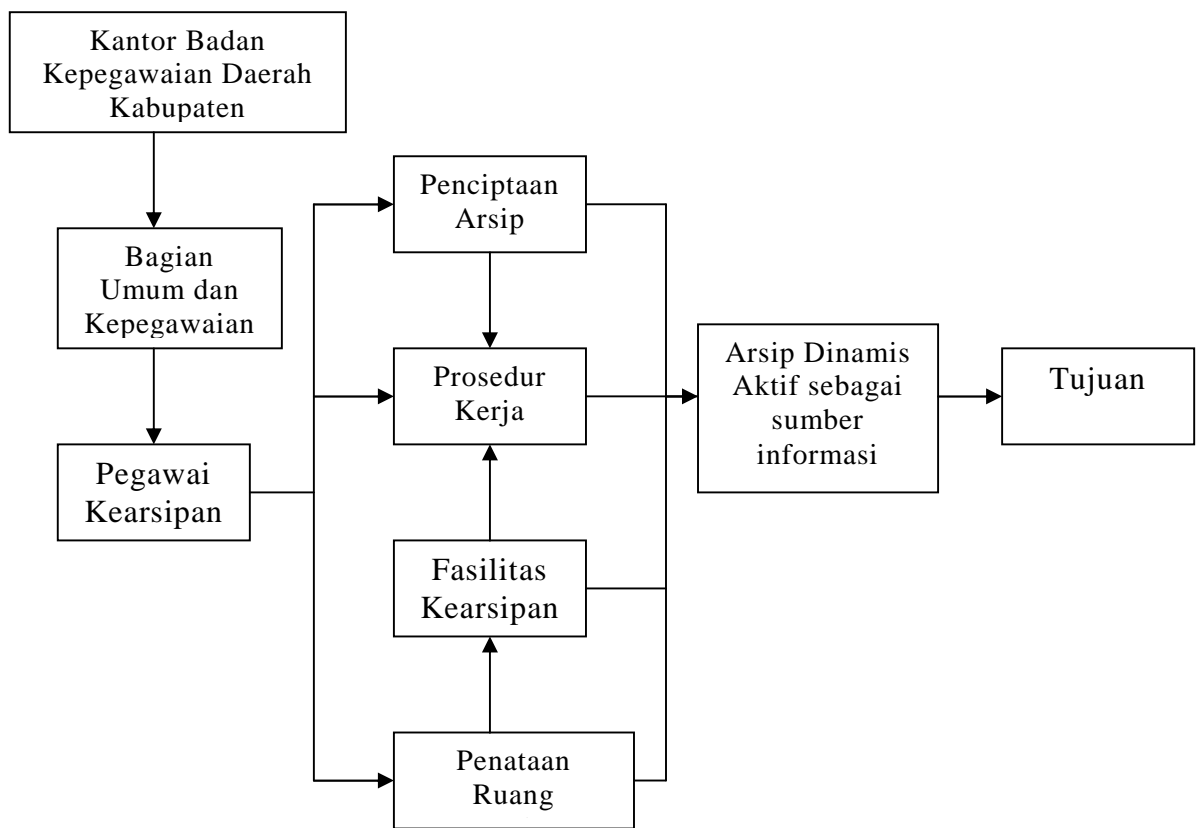 Kantor Badan
Kepegawaian Daerah
Kabupaten
Bagian
Umum dan
Kepegawaian
Pegawai
Kearsipan
Penciptaan
Arsip
Prosedur
Kerja
Fasilitas
Kearsipan
Penataan
Ruang
Arsip Dinamis
Aktif sebagai
sumber
informasi
Tujuan